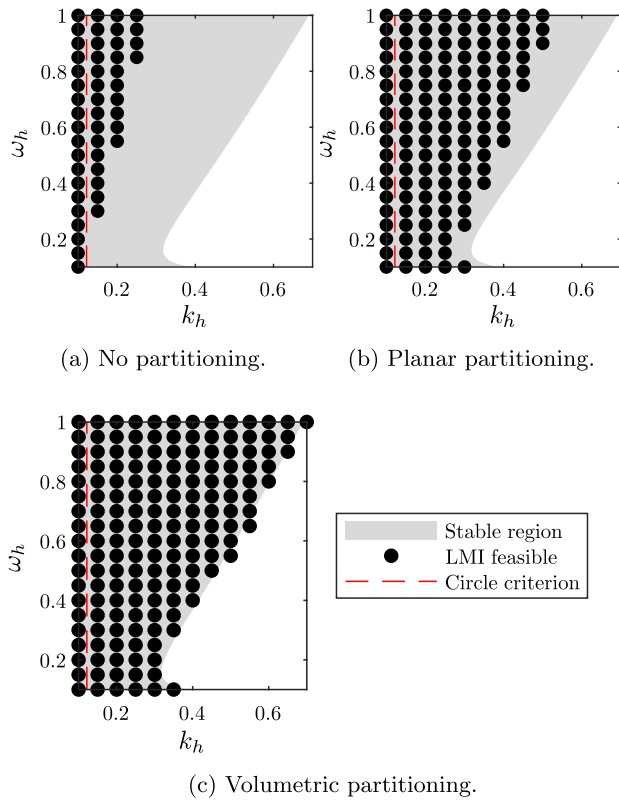 1
0.8
0.6
0.4
0.2
ω_h
0.2 0.4 0.6
k_h
(a) No partitioning.
1
0.8
0.6
0.4
0.2
ω_h
0.2 0.4 0.6
k_h
(b) Planar partitioning.
1
0.8
0.6
0.4
0.2
ω_h
0.2 0.4 0.6
k_h
Stable region
LMI feasible
Circle criterion
(c) Volumetric partitioning.